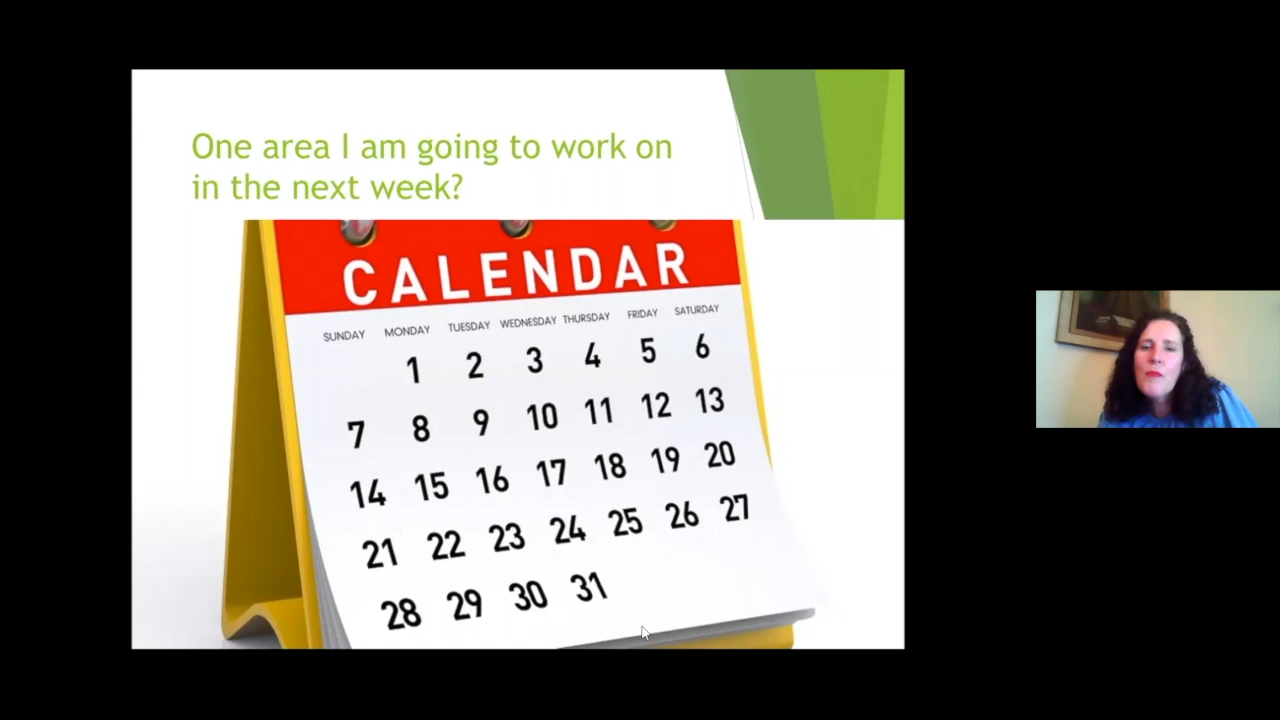 One area I am going to work on
in the next week?
CALENDAR
SUNDAY MONDAY TUESDAY WEDNESDAY THURSDAY FRIDAY SATURDAY
1 2 3 4 5 6
7 8 9 10 11 12 13
14 15 16 17 18 19 20
21 22 23 24 25 26 27
28 29 30 31